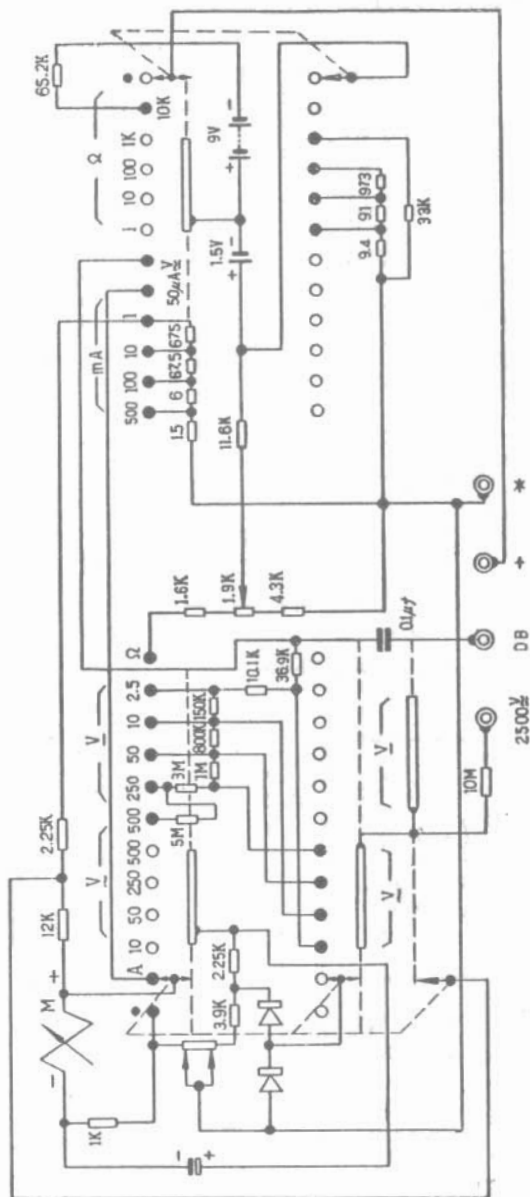 65.2K
10K
1K
100
10
1
Ω
-
9V
+
-
1.5V
+
V≂
50μA
1
10
100
500
mA
675
67.5
6
1.5
973
91
9.4
33K
11.6K
*
+
DB
2500V≂
1.6K
1.9K
4.3K
Ω
2.5
10
50
250
500
V
500
250
50
10
V
A
150K
800K
1M
3M
5M
10.1K
36.9K
0.1μf
10M
V
V
2.25K
12K
+
M
-
2.25K
3.9K
1K
-
+